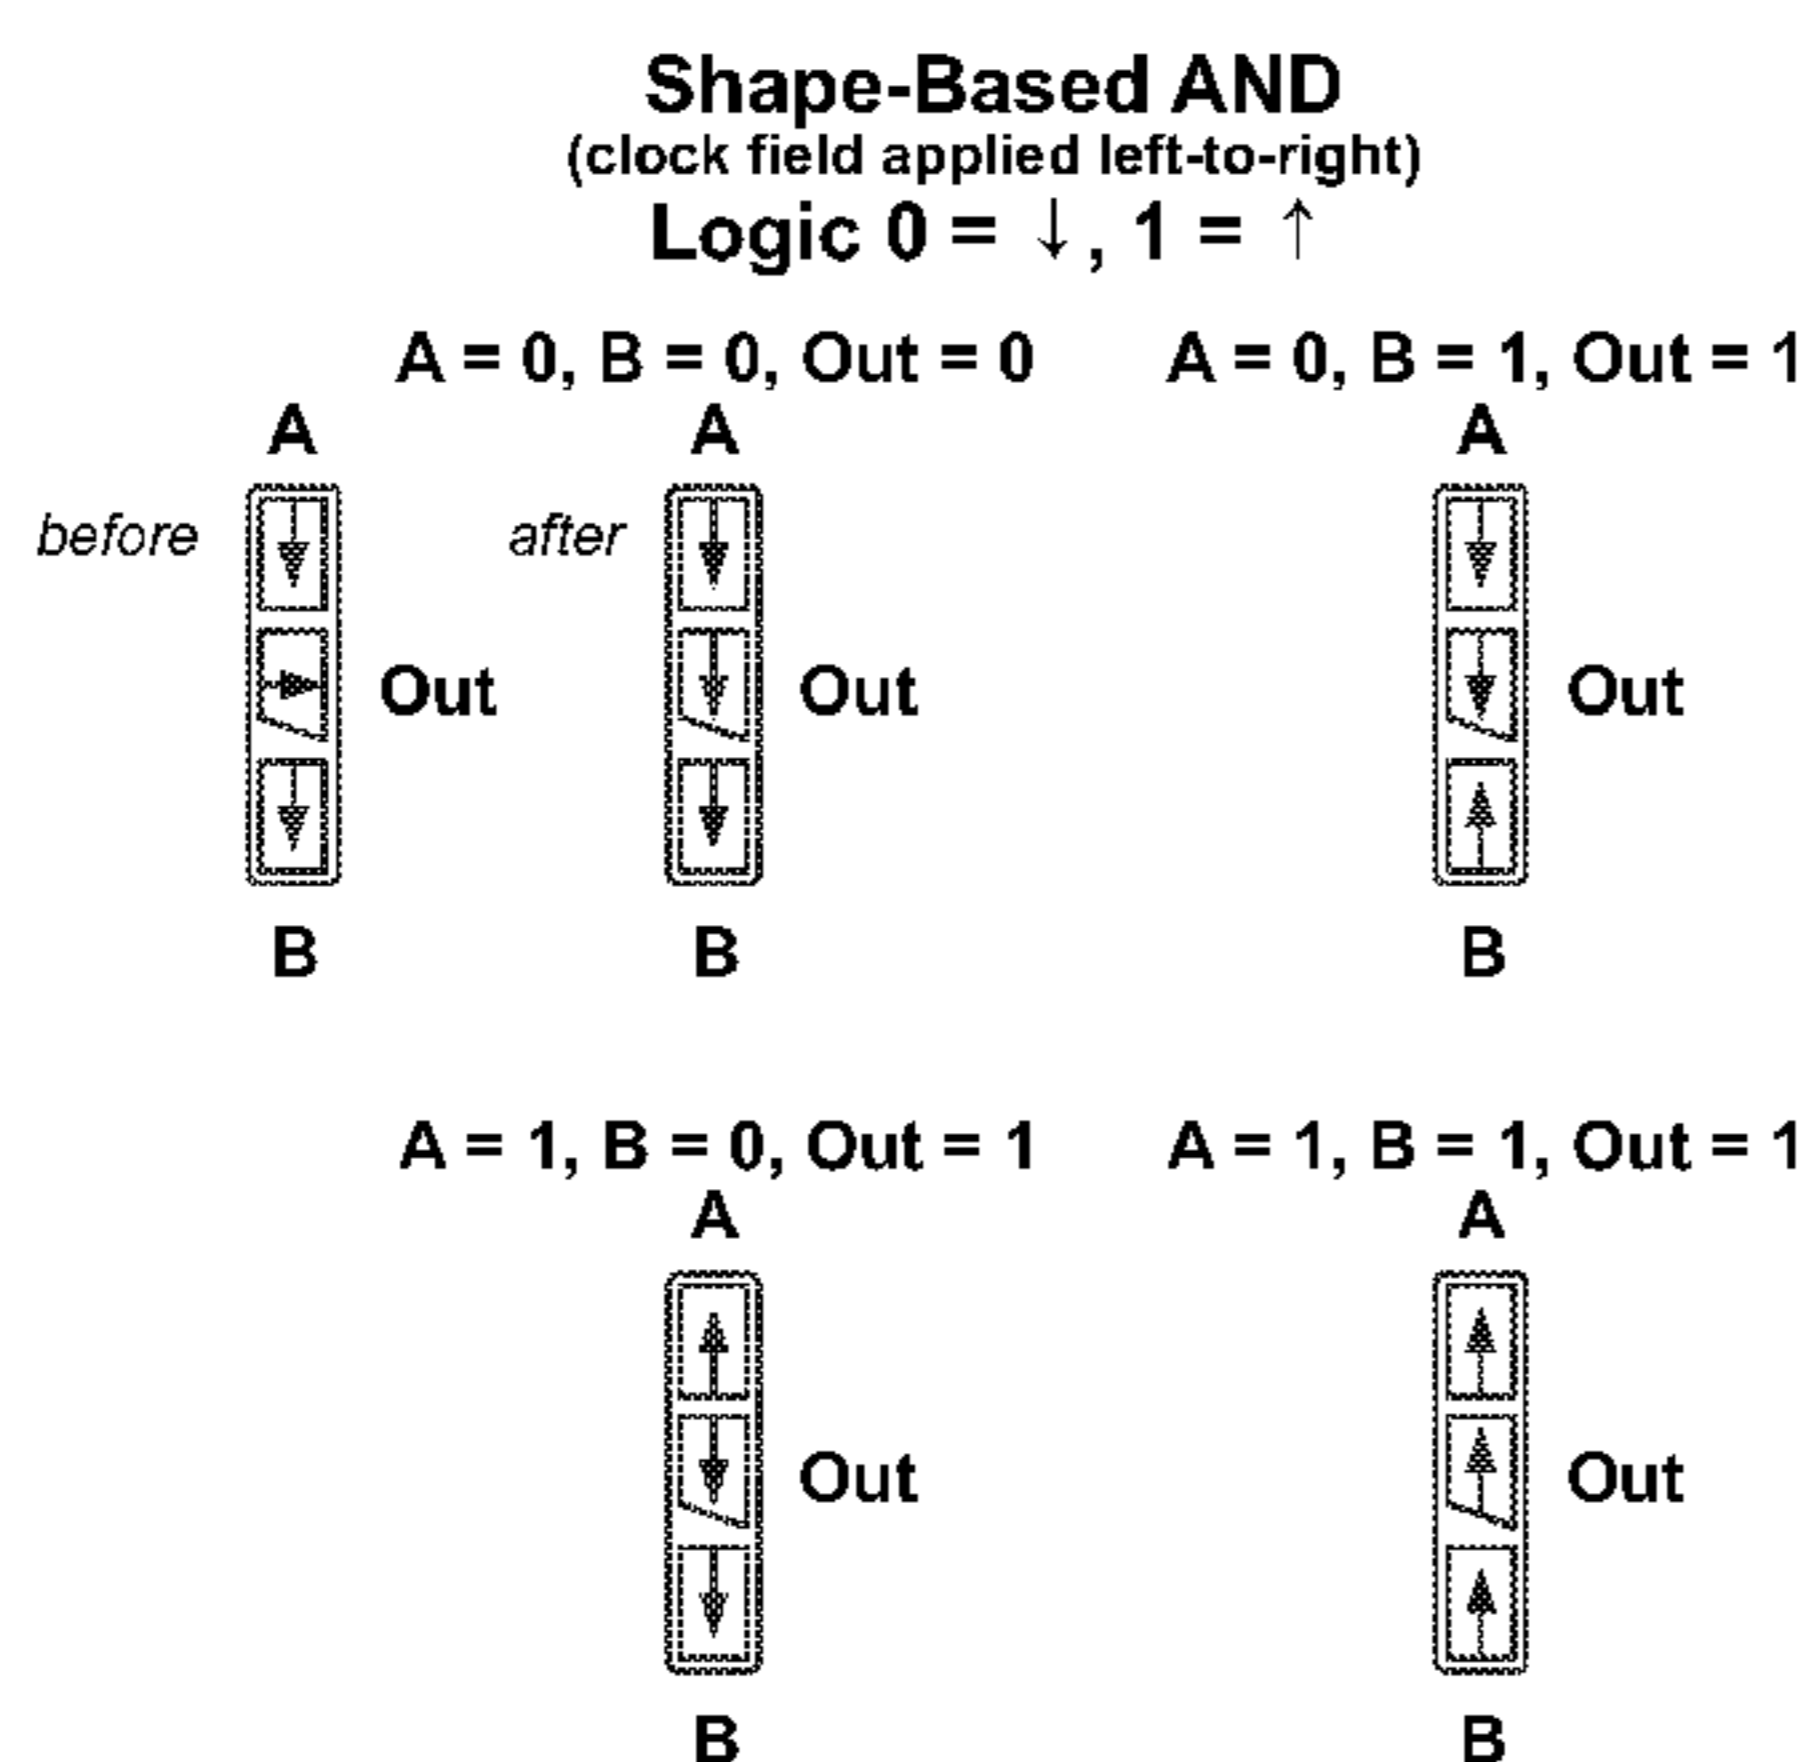 Shape-Based AND
(clock field applied left-to-right)
Logic 0 = ↓, 1 = ↑
A = 0, B = 0, Out = 0
A = 0, B = 1, Out = 1
A
A
A
before
after
Out
Out
Out
B
B
B
A = 1, B = 0, Out = 1
A = 1, B = 1, Out = 1
A
A
Out
Out
B
B